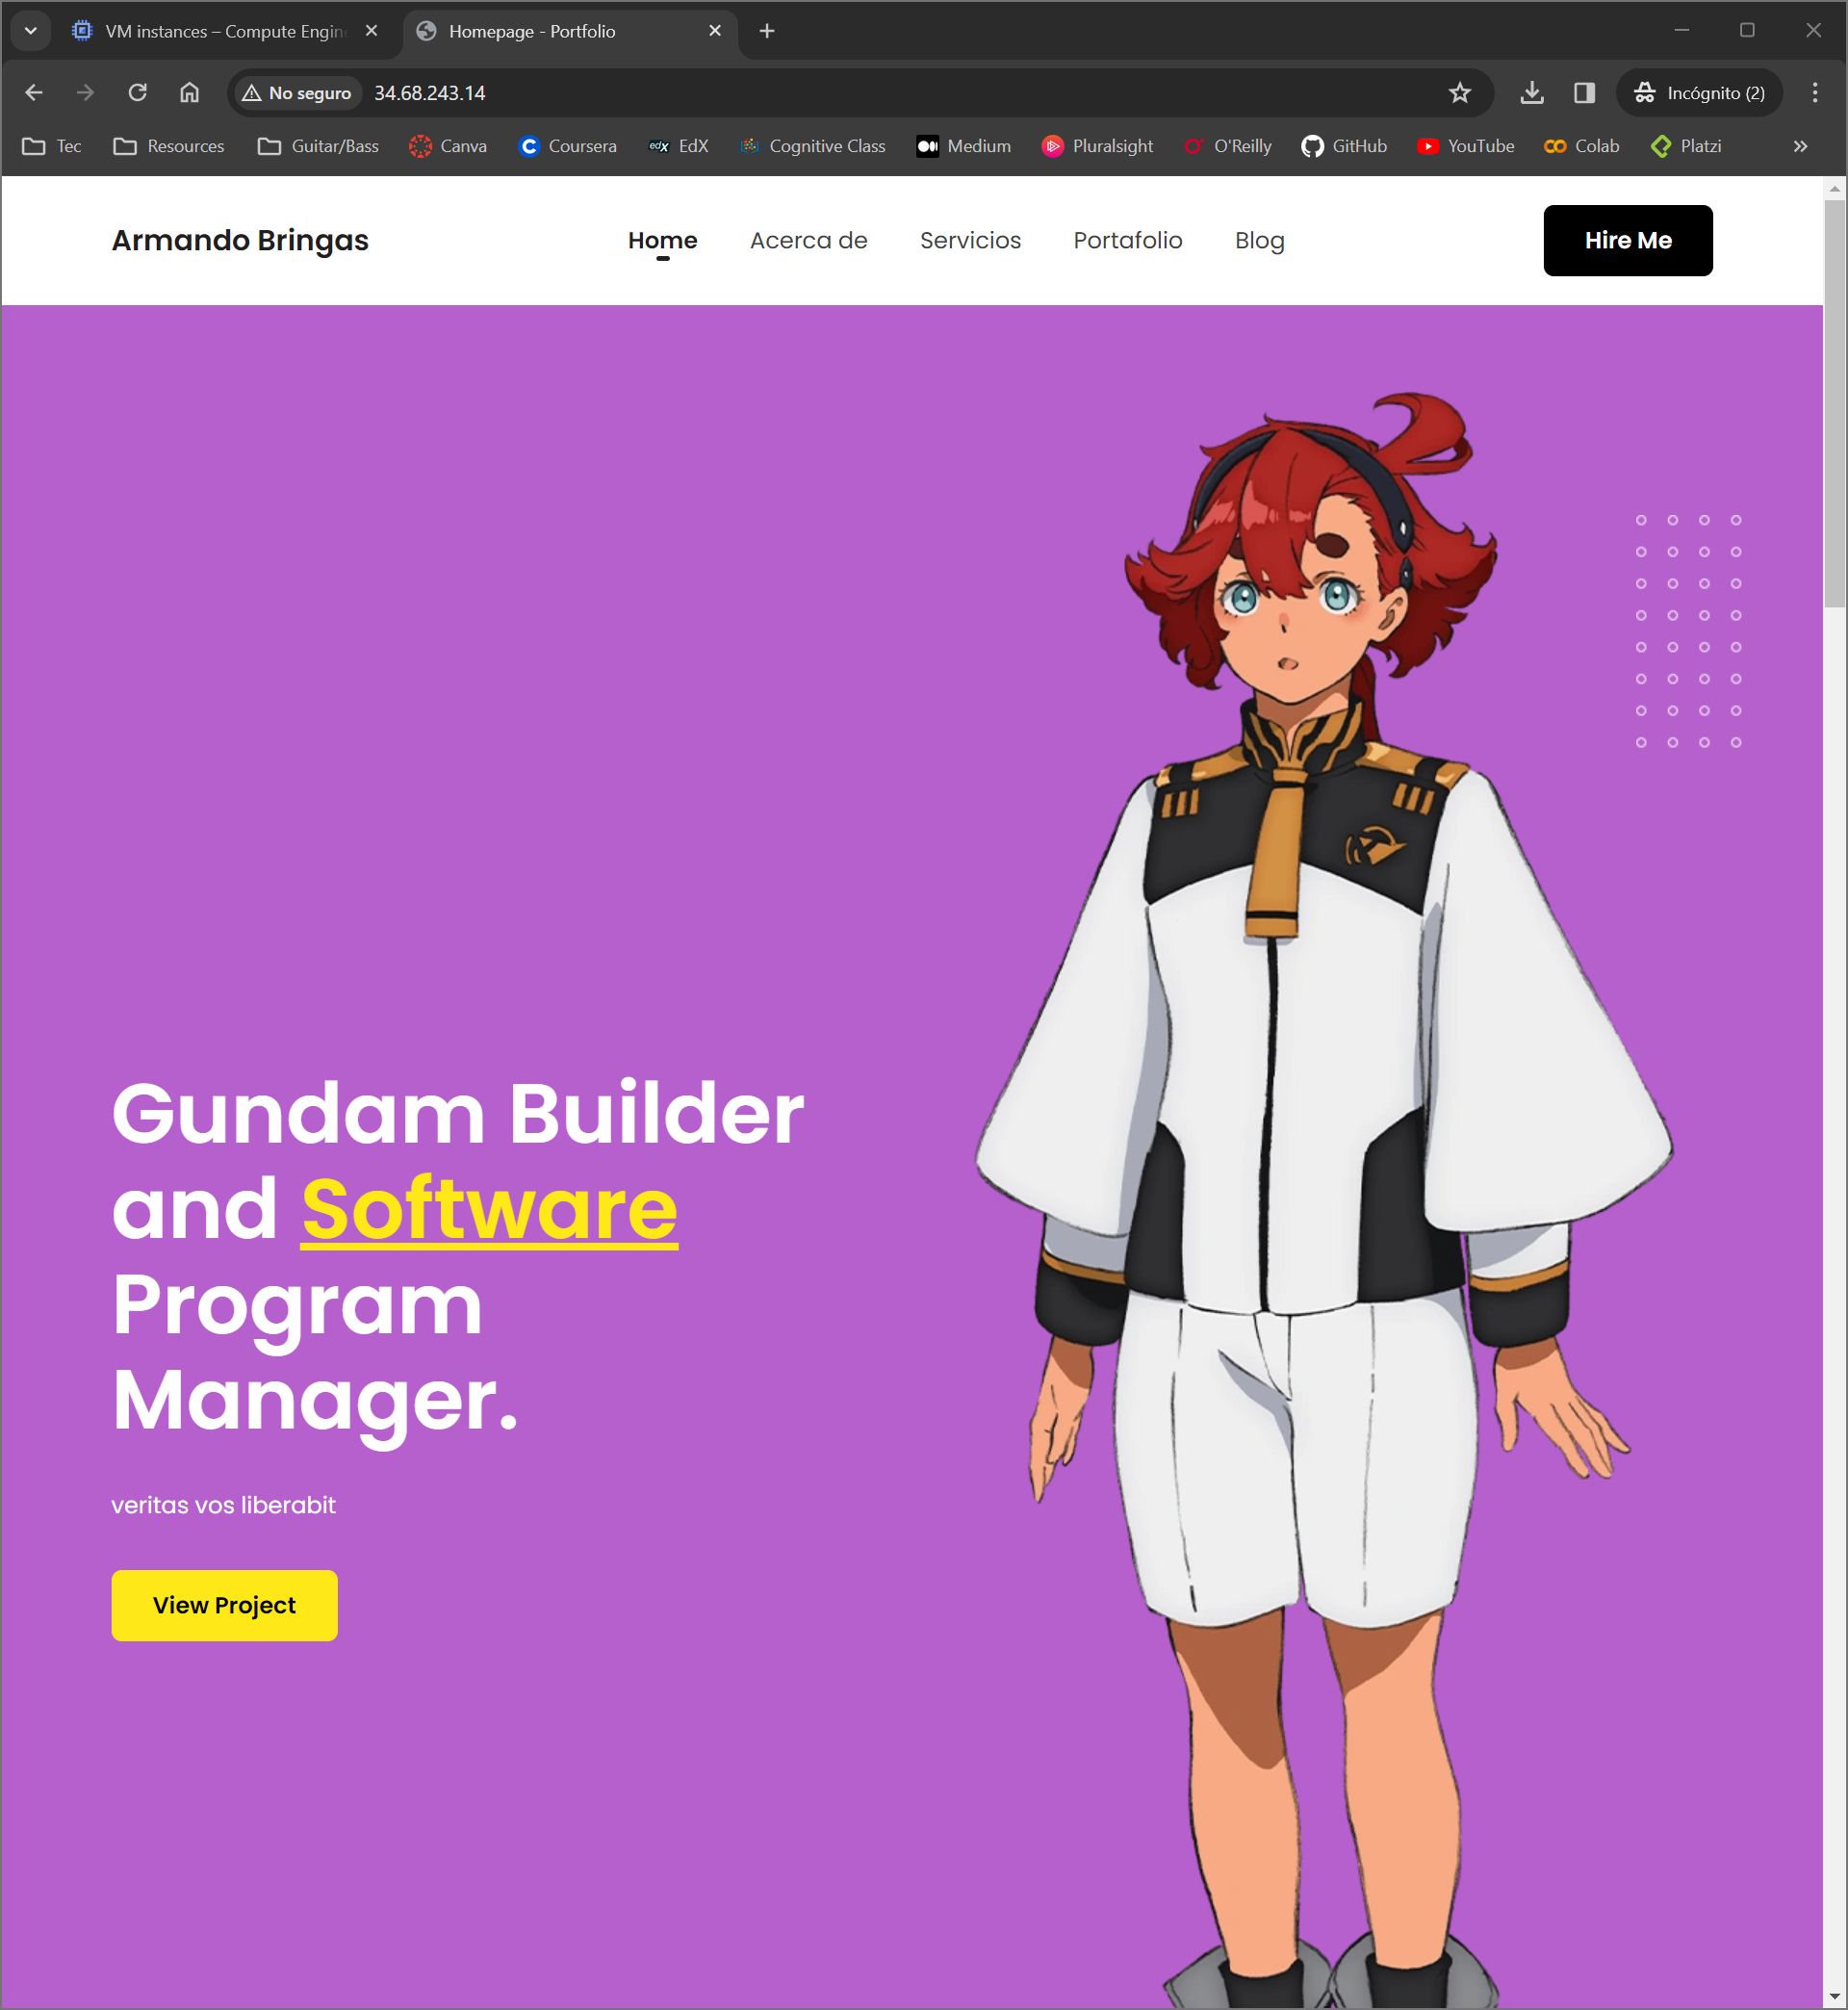 VM instances – Compute Engin
Homepage - Portfolio
No seguro
34.68.243.14
Incógnito (2)
Tec
Resources
Guitar/Bass
Canva
Coursera
edX
EdX
Cognitive Class
Medium
Pluralsight
O'Reilly
GitHub
YouTube
Colab
Platzi
Armando Bringas
Home
Acerca de
Servicios
Portafolio
Blog
Hire Me
Gundam Builder
and Software
Program
Manager.
veritas vos liberabit
View Project